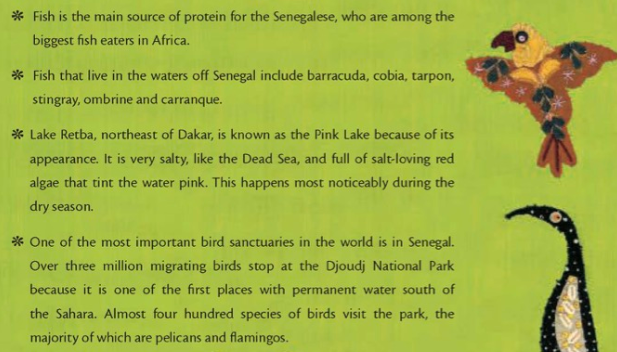 ❊ Fish is the main source of protein for the Senegalese, who are among the
biggest fish eaters in Africa.
❊ Fish that live in the waters off Senegal include barracuda, cobia, tarpon,
stingray, ombrine and carranque.
❊ Lake Retba, northeast of Dakar, is known as the Pink Lake because of its
appearance. It is very salty, like the Dead Sea, and full of salt-loving red
algae that tint the water pink. This happens most noticeably during the
dry season.
❊ One of the most important bird sanctuaries in the world is in Senegal.
Over three million migrating birds stop at the Djoudj National Park
because it is one of the first places with permanent water south of
the Sahara. Almost four hundred species of birds visit the park, the
majority of which are pelicans and flamingos.